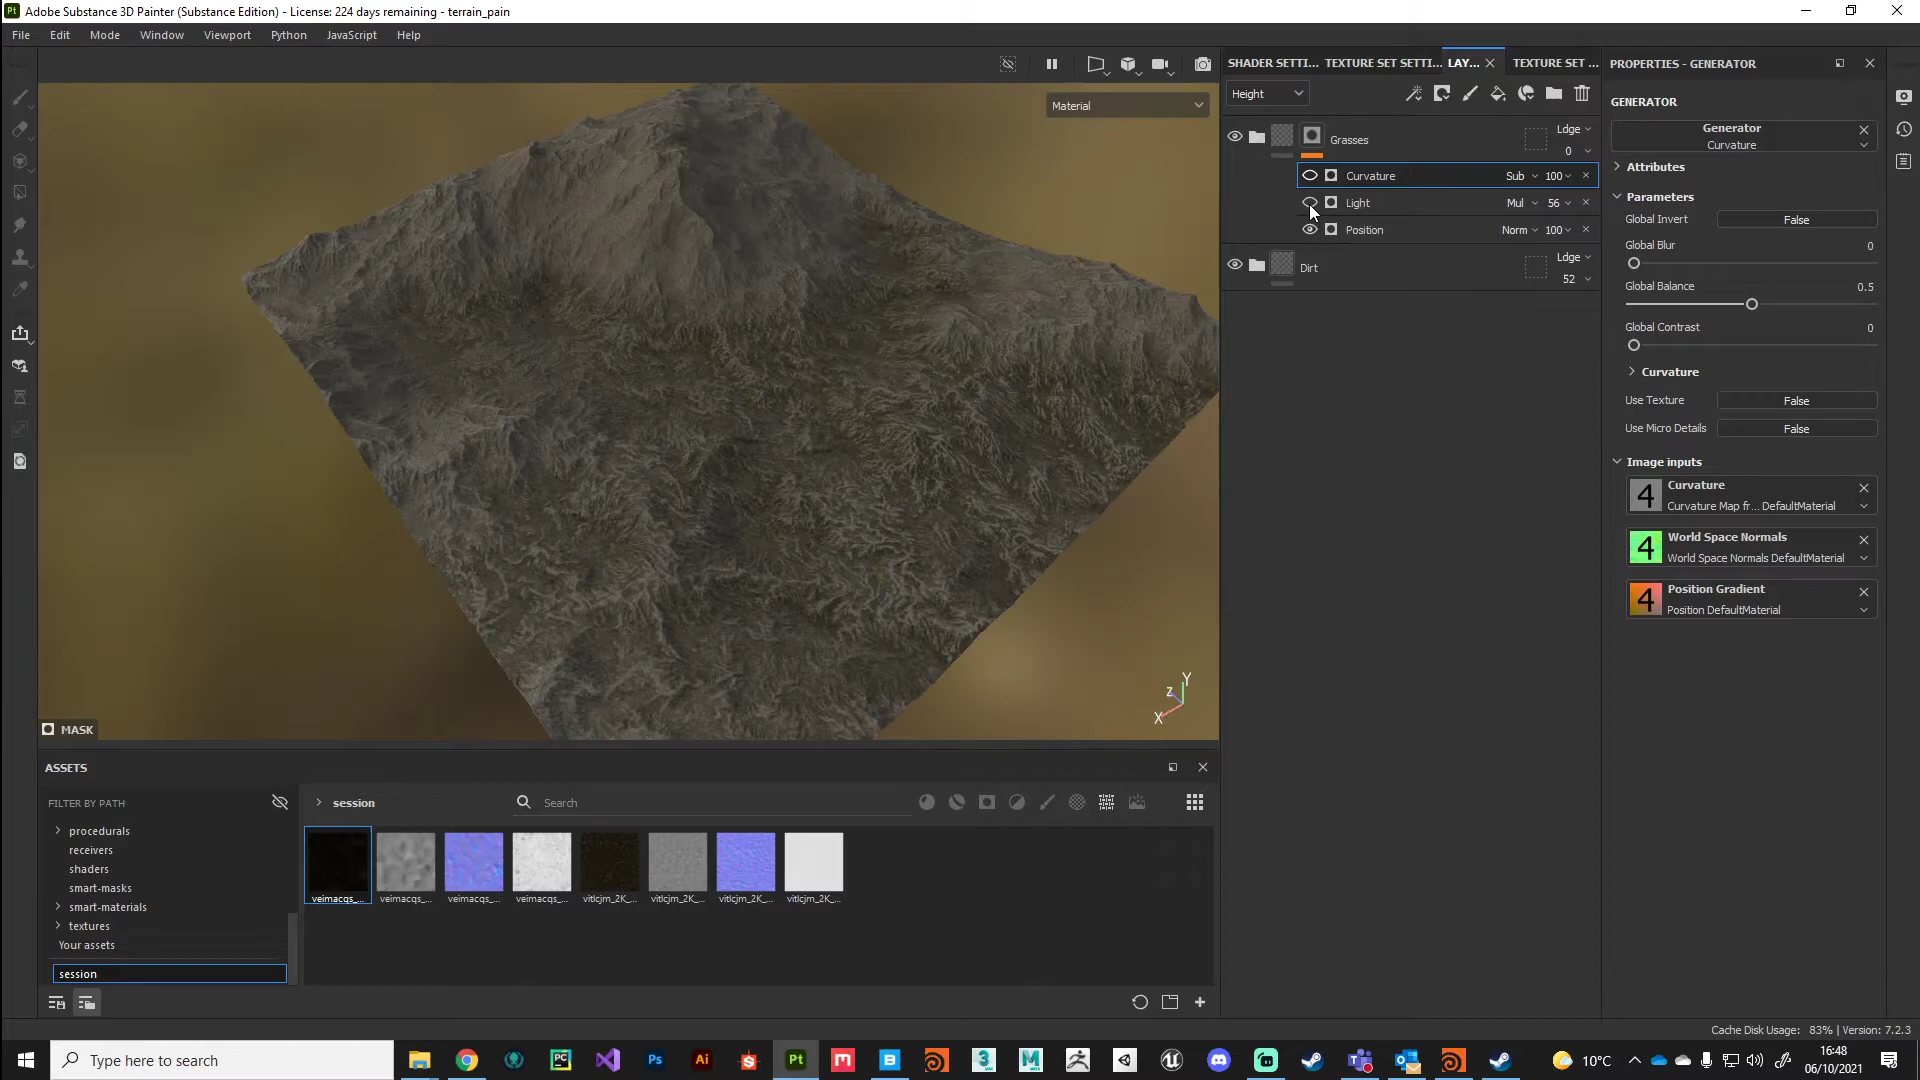 Adobe Substance 3D Painter (Substance Edition) - License: 224 days remaining - terrain_pain
File Edit Mode Window Viewport Python JavaScript Help
Material
MASK
X Y Z
SHADER SETTI... TEXTURE SET SETTI... LAY... TEXTURE SET ...
Height
Grasses Ldge
0
Curvature Sub 100
Light Mul 56
Position Norm 100
Dirt Ldge
52
PROPERTIES - GENERATOR
GENERATOR
Generator
Curvature
Attributes
Parameters
Global Invert False
Global Blur 0
Global Balance 0.5
Global Contrast 0
Curvature
Use Texture False
Use Micro Details False
Image inputs
4 Curvature
Curvature Map fr... DefaultMaterial
4 World Space Normals
World Space Normals DefaultMaterial
4 Position Gradient
Position DefaultMaterial
ASSETS
FILTER BY PATH
procedurals
receivers
shaders
smart-masks
smart-materials
textures
Your assets
session
session
Search
veimacqs_... veimacqs_... veimacqs_... veimacqs_... vitlcjm_2K_... vitlcjm_2K_... vitlcjm_2K_... vitlcjm_2K_...
Cache Disk Usage: 83% | Version: 7.2.3
Type here to search
10°C
16:48
06/10/2021